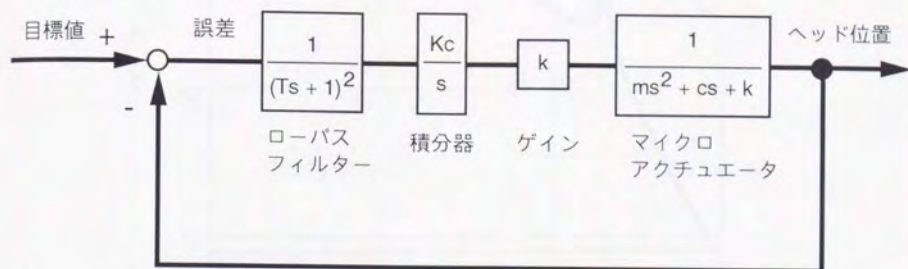 目標値
+
-
誤差
1
(Ts + 1)²
ローパス
フィルター
Kc
s
積分器
k
ゲイン
1
ms² + cs + k
マイクロ
アクチュエータ
ヘッド位置